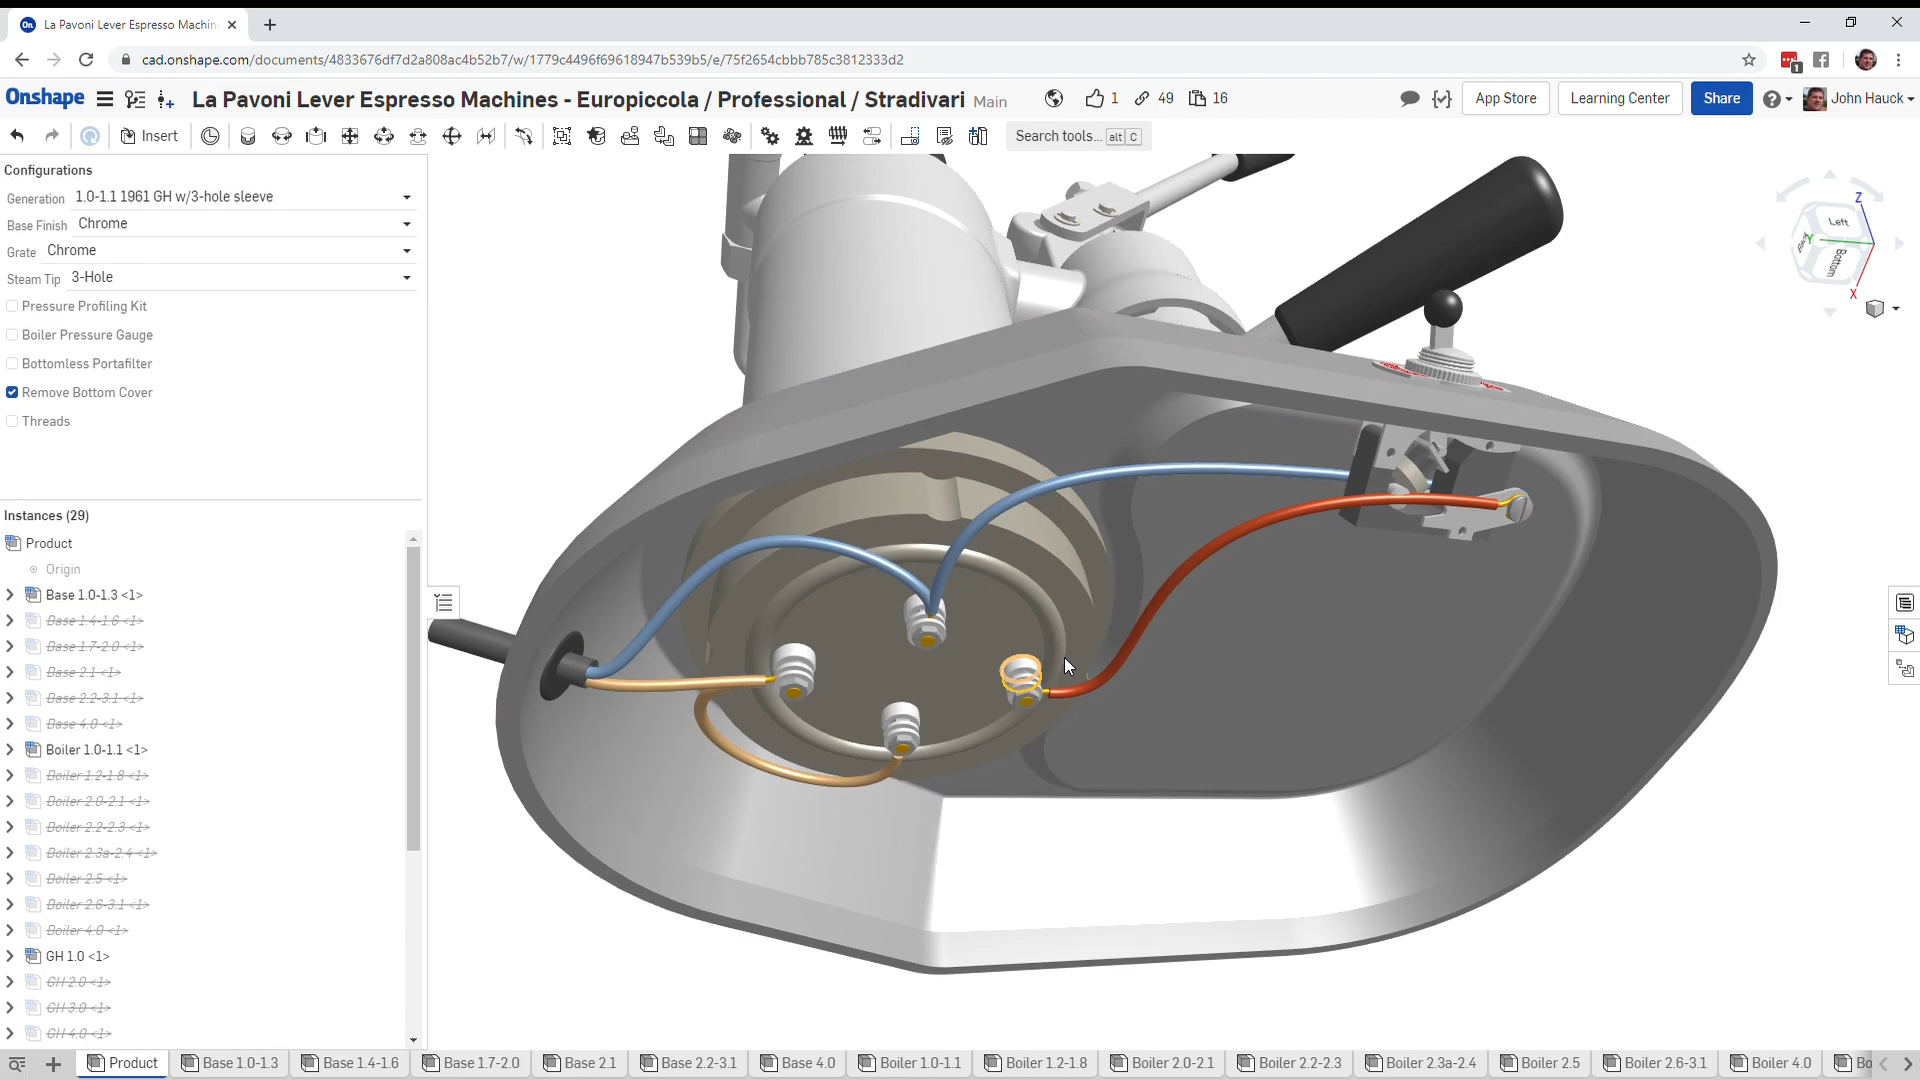 La Pavoni Lever Espresso Machin
cad.onshape.com/documents/4833676df7d2a808ac4b52b7/w/1779c4496f69618947b539b5/e/75f2654cbbb785c3812333d2
1
Onshape
La Pavoni Lever Espresso Machines - Europiccola / Professional / Stradivari Main
1 49 16
App Store
Learning Center
Share
John Hauck
Insert
Search tools... alt C
Configurations
Generation 1.0-1.1 1961 GH w/3-hole sleeve
Base Finish Chrome
Grate Chrome
Steam Tip 3-Hole
Pressure Profiling Kit
Boiler Pressure Gauge
Bottomless Portafilter
Remove Bottom Cover
Threads
Instances (29)
Product
Origin
Base 1.0-1.3 <1>
Base 1.4-1.6 <1>
Base 1.7-2.0 <1>
Base 2.1 <1>
Base 2.2-3.1 <1>
Base 4.0 <1>
Boiler 1.0-1.1 <1>
Boiler 1.2-1.8 <1>
Boiler 2.0-2.1 <1>
Boiler 2.2-2.3 <1>
Boiler 2.3a-2.4 <1>
Boiler 2.5 <1>
Boiler 2.6-3.1 <1>
Boiler 4.0 <1>
GH 1.0 <1>
GH 2.0 <1>
GH 3.0 <1>
GH 4.0 <1>
Z
Left
Back
Y
Bottom
X
Product
Base 1.0-1.3
Base 1.4-1.6
Base 1.7-2.0
Base 2.1
Base 2.2-3.1
Base 4.0
Boiler 1.0-1.1
Boiler 1.2-1.8
Boiler 2.0-2.1
Boiler 2.2-2.3
Boiler 2.3a-2.4
Boiler 2.5
Boiler 2.6-3.1
Boiler 4.0
Bo